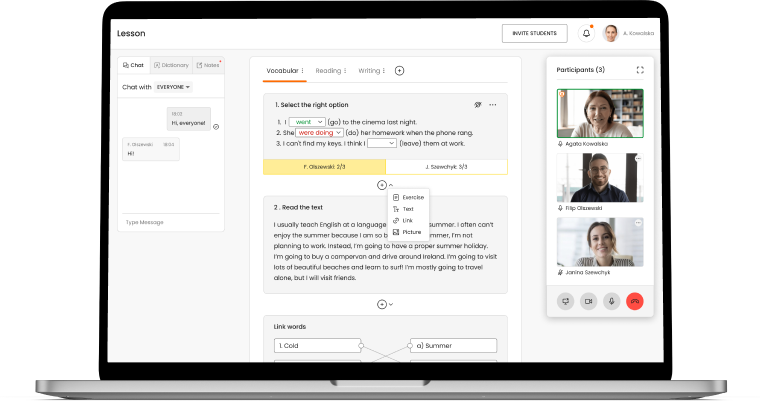 Lesson
INVITE STUDENTS
A. Kowalska
Chat
Dictionary
Notes
Chat with EVERYONE
Hi, everyone!
F. Olszewski
Hi!
Type Message
Vocabular
Reading
Writing
1. Select the right option
1. I went (go) to the cinema last night.
2. She were doing (do) her homework when the phone rang.
3. I can't find my keys. I think I (leave) them at work.
F. Olszewski: 2/3
J. Szewchyk: 3/3
Exercise
Text
Link
Picture
2. Read the text
I usually teach English at a language summer. I often can't
enjoy the summer because I am so b mmer, I'm not
planning to work. Instead, I'm going to have a proper summer holiday.
I'm going to buy a campervan and drive around Ireland. I'm going to visit
lots of beautiful beaches and learn to surf! I'm mostly going to travel
alone, but I will visit friends.
Link words
1. Cold
a) Summer
Participants (3)
Agata Kowalska
Filip Olszewski
Janina Szewchyk